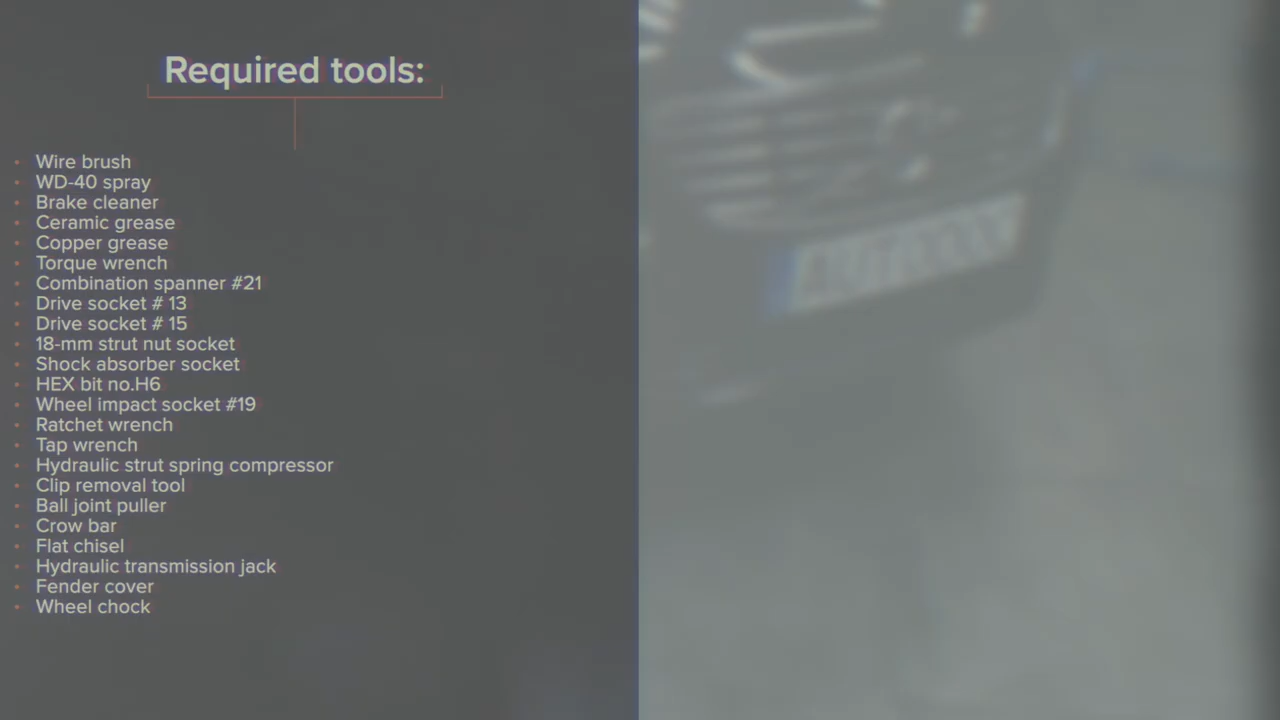 Required tools:
• Wire brush
• WD-40 spray
• Brake cleaner
• Ceramic grease
• Copper grease
• Torque wrench
• Combination spanner #21
• Drive socket # 13
• Drive socket # 15
• 18-mm strut nut socket
• Shock absorber socket
• HEX bit no.H6
• Wheel impact socket #19
• Ratchet wrench
• Tap wrench
• Hydraulic strut spring compressor
• Clip removal tool
• Ball joint puller
• Crow bar
• Flat chisel
• Hydraulic transmission jack
• Fender cover
• Wheel chock